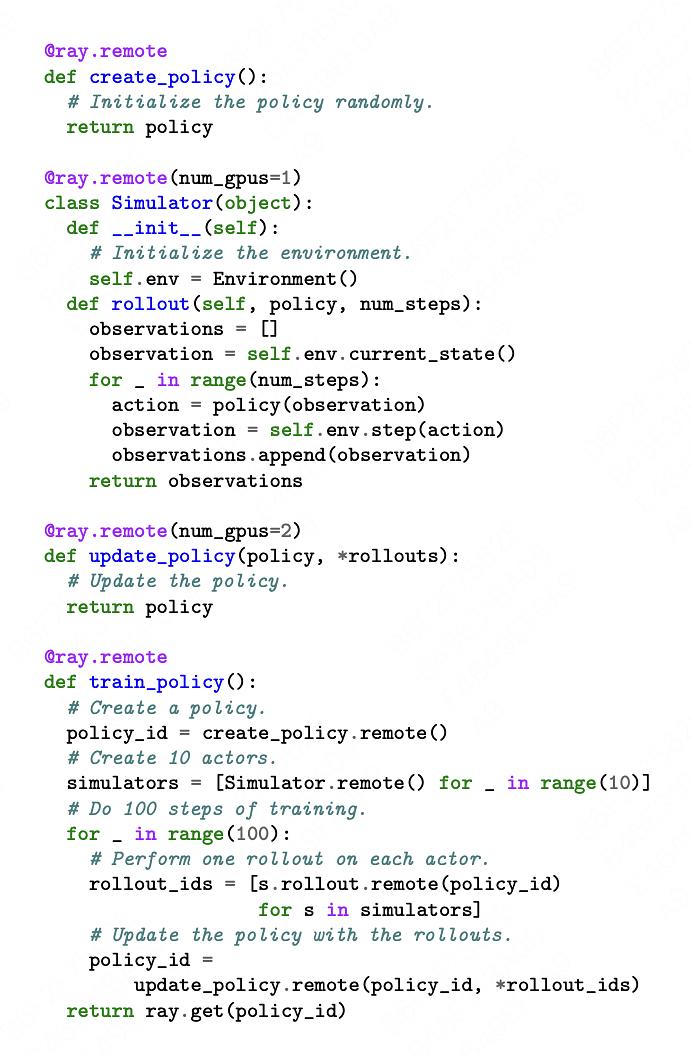 @ray.remote
def create_policy():
  # Initialize the policy randomly.
  return policy

@ray.remote(num_gpus=1)
class Simulator(object):
  def __init__(self):
    # Initialize the environment.
    self.env = Environment()
  def rollout(self, policy, num_steps):
    observations = []
    observation = self.env.current_state()
    for _ in range(num_steps):
      action = policy(observation)
      observation = self.env.step(action)
      observations.append(observation)
    return observations

@ray.remote(num_gpus=2)
def update_policy(policy, *rollouts):
  # Update the policy.
  return policy

@ray.remote
def train_policy():
  # Create a policy.
  policy_id = create_policy.remote()
  # Create 10 actors.
  simulators = [Simulator.remote() for _ in range(10)]
  # Do 100 steps of training.
  for _ in range(100):
    # Perform one rollout on each actor.
    rollout_ids = [s.rollout.remote(policy_id)
                   for s in simulators]
    # Update the policy with the rollouts.
    policy_id =
        update_policy.remote(policy_id, *rollout_ids)
  return ray.get(policy_id)